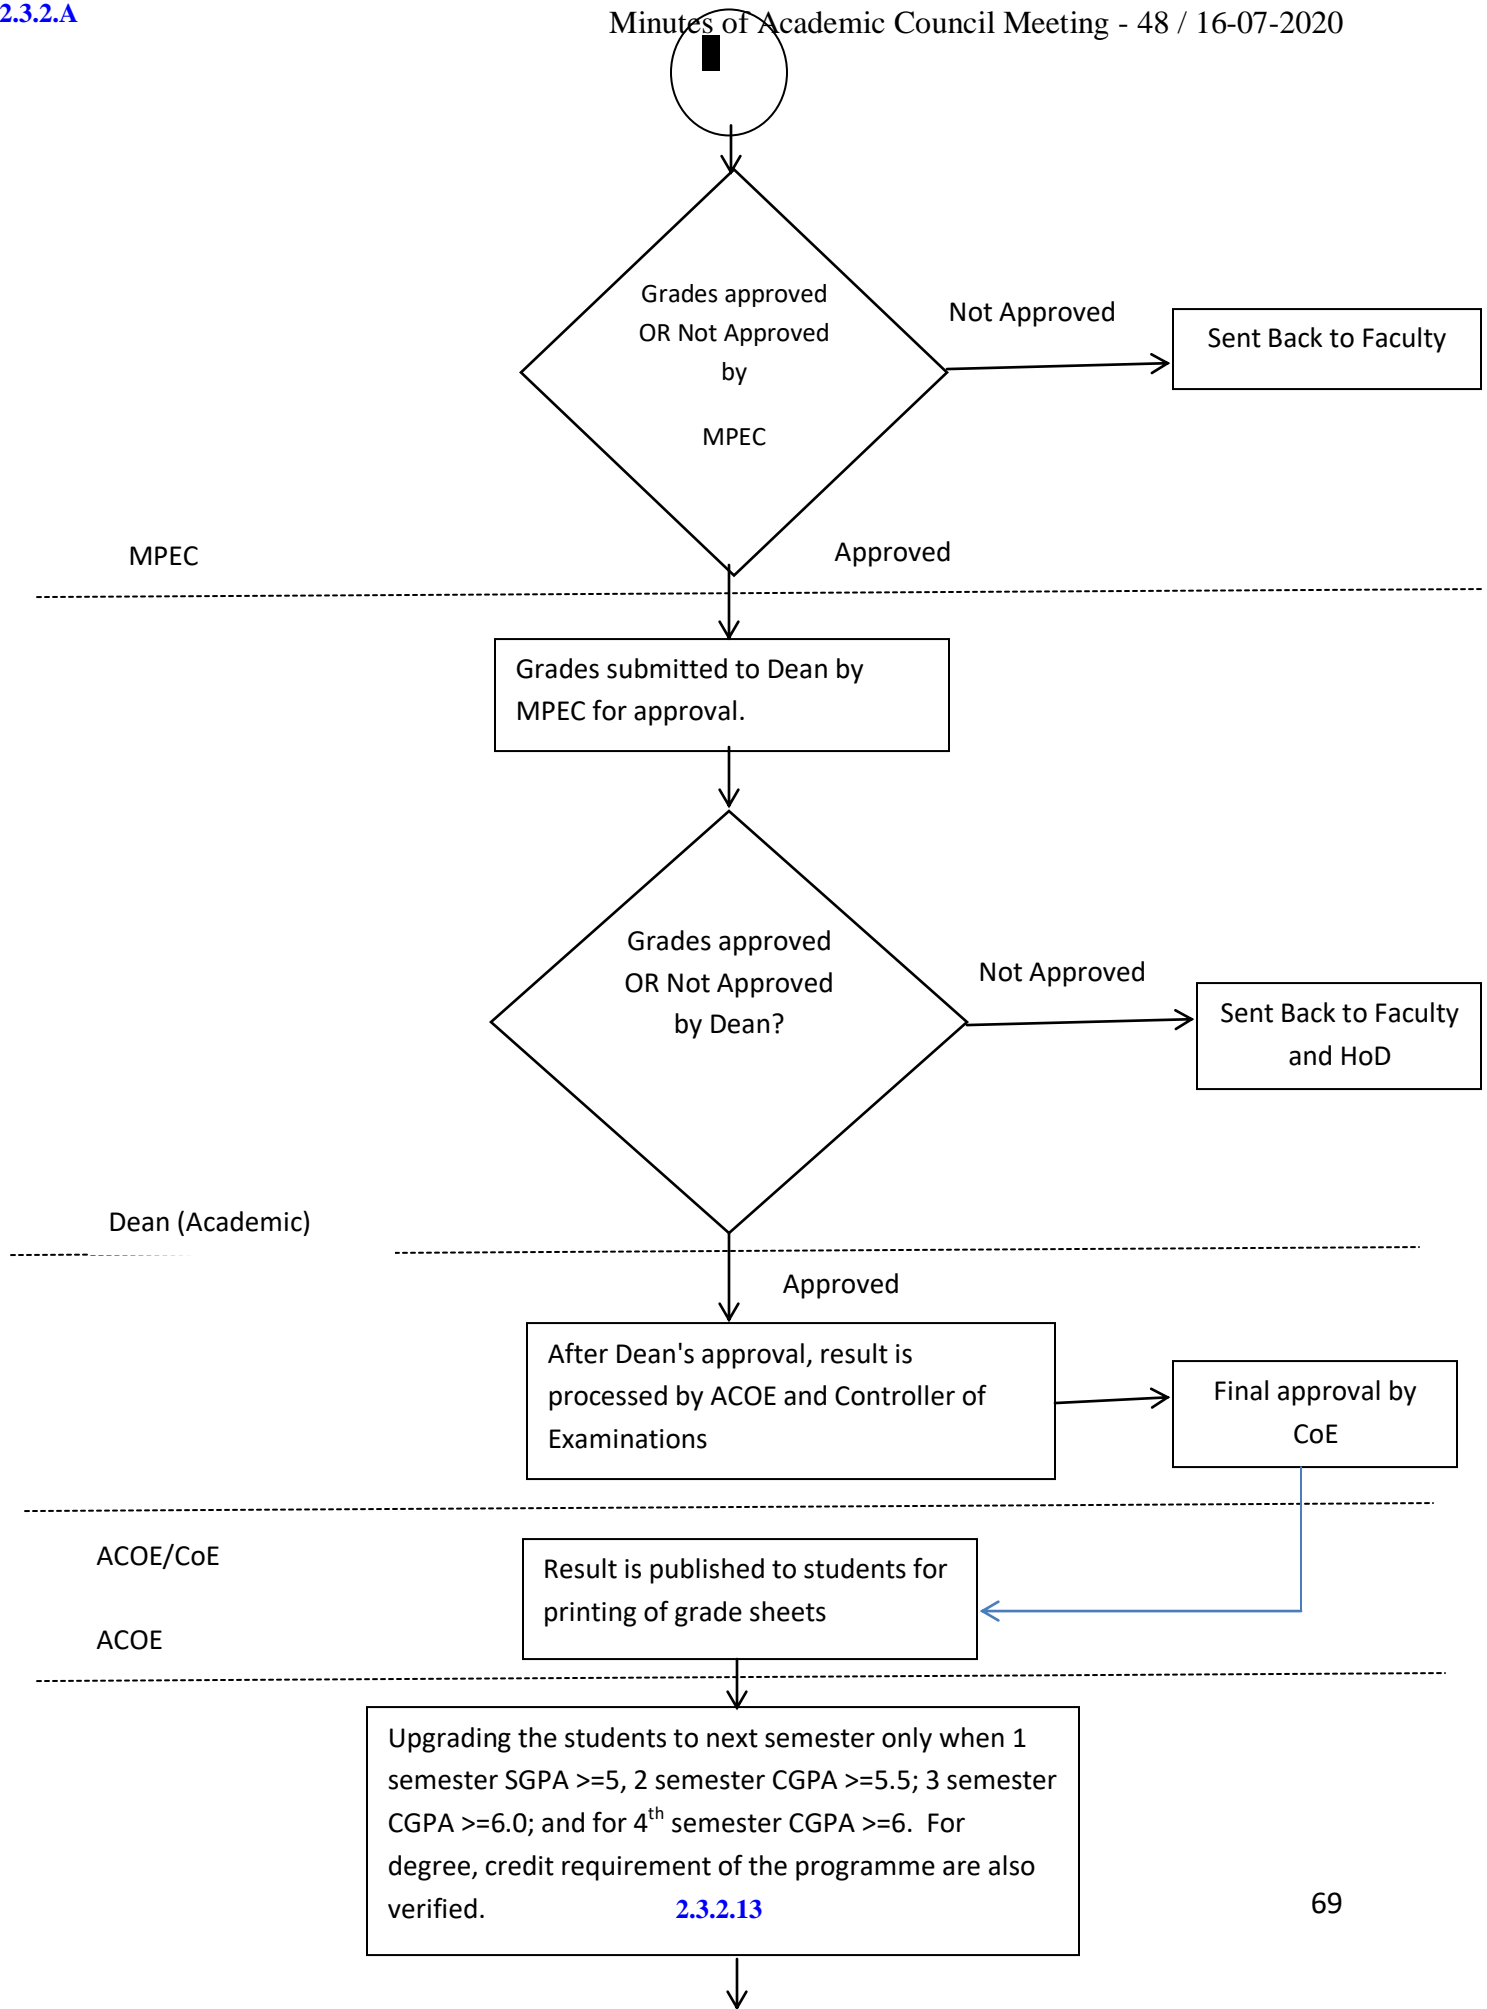 2.3.2.A
Minutes of Academic Council Meeting - 48 / 16-07-2020
Grades approved
OR Not Approved
by
MPEC
Not Approved
Sent Back to Faculty
MPEC
Approved
Grades submitted to Dean by
MPEC for approval.
Grades approved
OR Not Approved
by Dean?
Not Approved
Sent Back to Faculty
and HoD
Dean (Academic)
Approved
After Dean's approval, result is
processed by ACOE and Controller of
Examinations
Final approval by
CoE
ACOE/CoE
Result is published to students for
printing of grade sheets
ACOE
Upgrading the students to next semester only when 1
semester SGPA >=5, 2 semester CGPA >=5.5; 3 semester
CGPA >=6.0; and for 4th semester CGPA >=6. For
degree, credit requirement of the programme are also
verified.
2.3.2.13
69